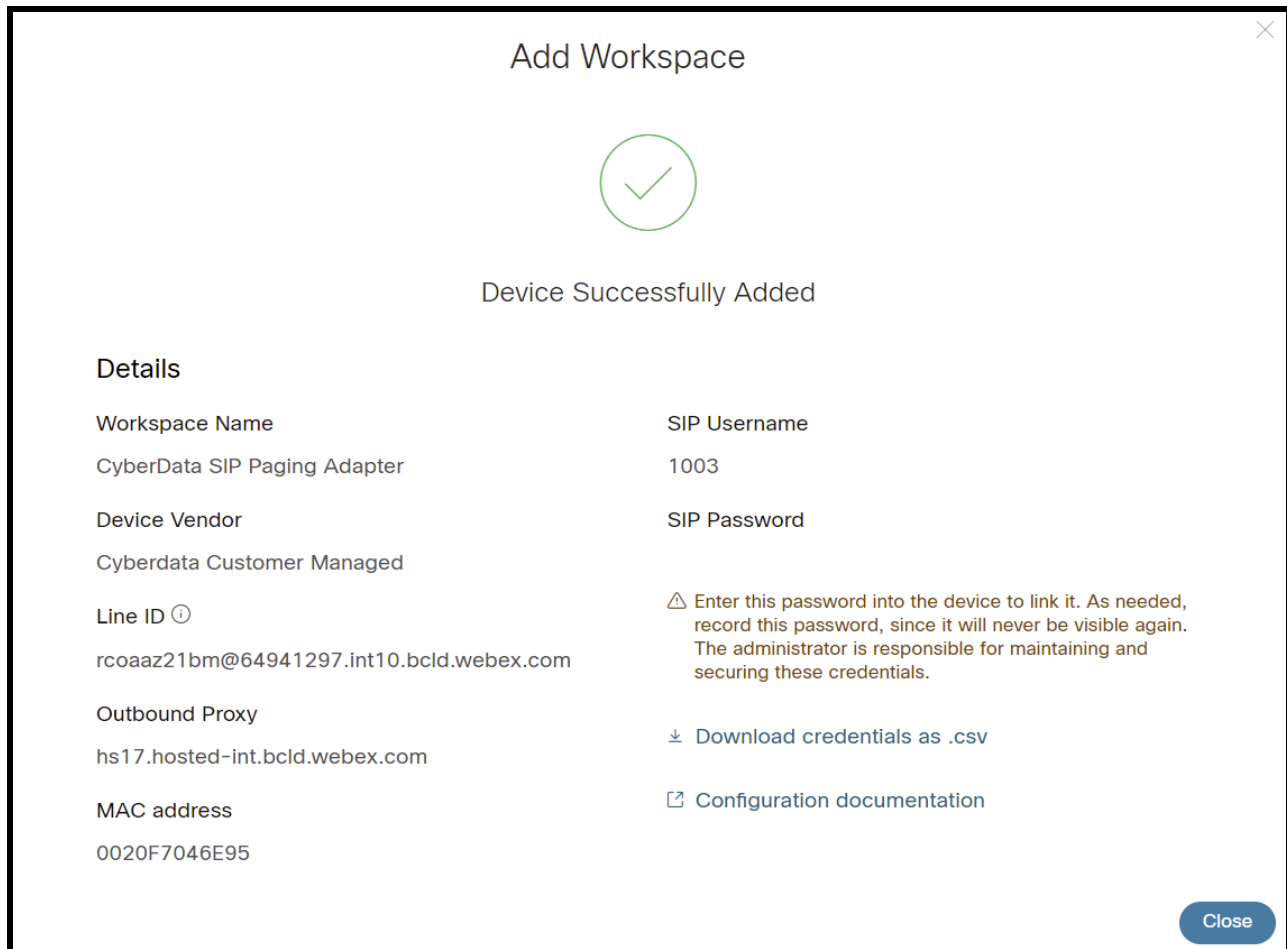 Add Workspace
Device Successfully Added
Details
Workspace Name
CyberData SIP Paging Adapter
Device Vendor
Cyberdata Customer Managed
Line ID
rcoaaz21bm@64941297.int10.bcld.webex.com
Outbound Proxy
hs17.hosted-int.bcld.webex.com
MAC address
0020F7046E95
SIP Username
1003
SIP Password
Enter this password into the device to link it. As needed,
record this password, since it will never be visible again.
The administrator is responsible for maintaining and
securing these credentials.
Download credentials as .csv
Configuration documentation
Close